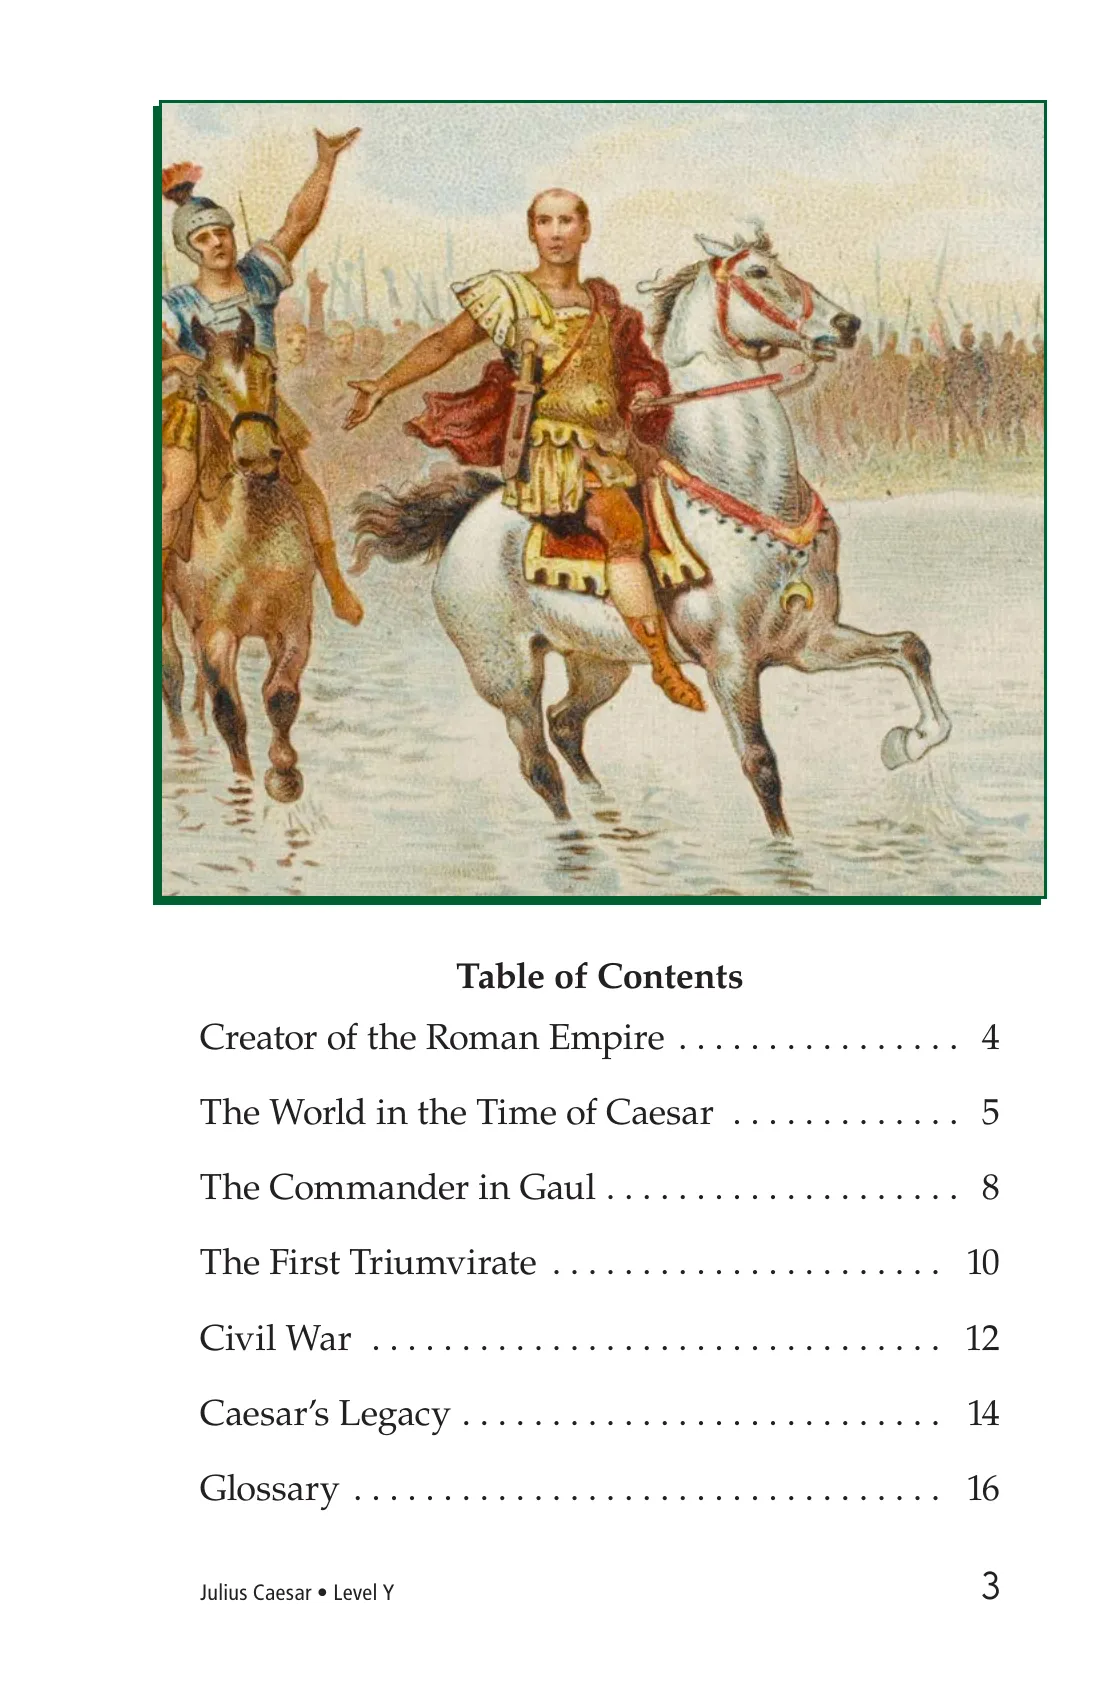 Table of Contents
Creator of the Roman Empire . . . . . . . . . . . . . . . . 4
The World in the Time of Caesar . . . . . . . . . . . . . 5
The Commander in Gaul . . . . . . . . . . . . . . . . . . . . 8
The First Triumvirate . . . . . . . . . . . . . . . . . . . . . . 10
Civil War . . . . . . . . . . . . . . . . . . . . . . . . . . . . . . . . 12
Caesar’s Legacy . . . . . . . . . . . . . . . . . . . . . . . . . . . 14
Glossary . . . . . . . . . . . . . . . . . . . . . . . . . . . . . . . . . 16
Julius Caesar • Level Y 3